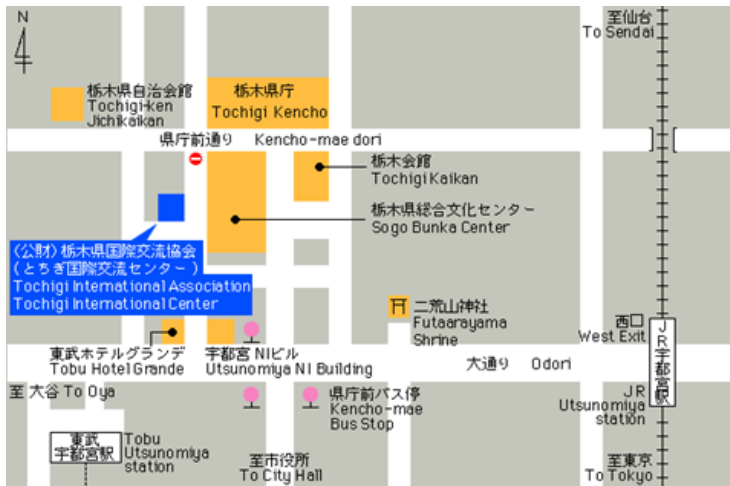 N
至仙台
To Sendai
栃木県自治会館
Tochigi-ken
Jichikaikan
栃木県庁
Tochigi Kencho
県庁前通り Kencho-mae dori
栃木会館
Tochigi Kaikan
栃木県総合文化センター
Sogo Bunka Center
〈公財〉栃木県国際交流協会
(とちぎ国際交流センター)
Tochigi International Association
Tochigi International Center
二荒山神社
Futaarayama
Shrine
西口
West Exit
JR宇都宮駅
東武ホテルグランデ
Tobu Hotel Grande
宇都宮 NIビル
Utsunomiya NI Building
大通り Odori
至 大谷 To Oya
県庁前バス停
Kencho-mae
Bus Stop
JR
Utsunomiya
station
東武
宇都宮駅
Tobu
Utsunomiya
station
至市役所
To City Hall
至東京
To Tokyo